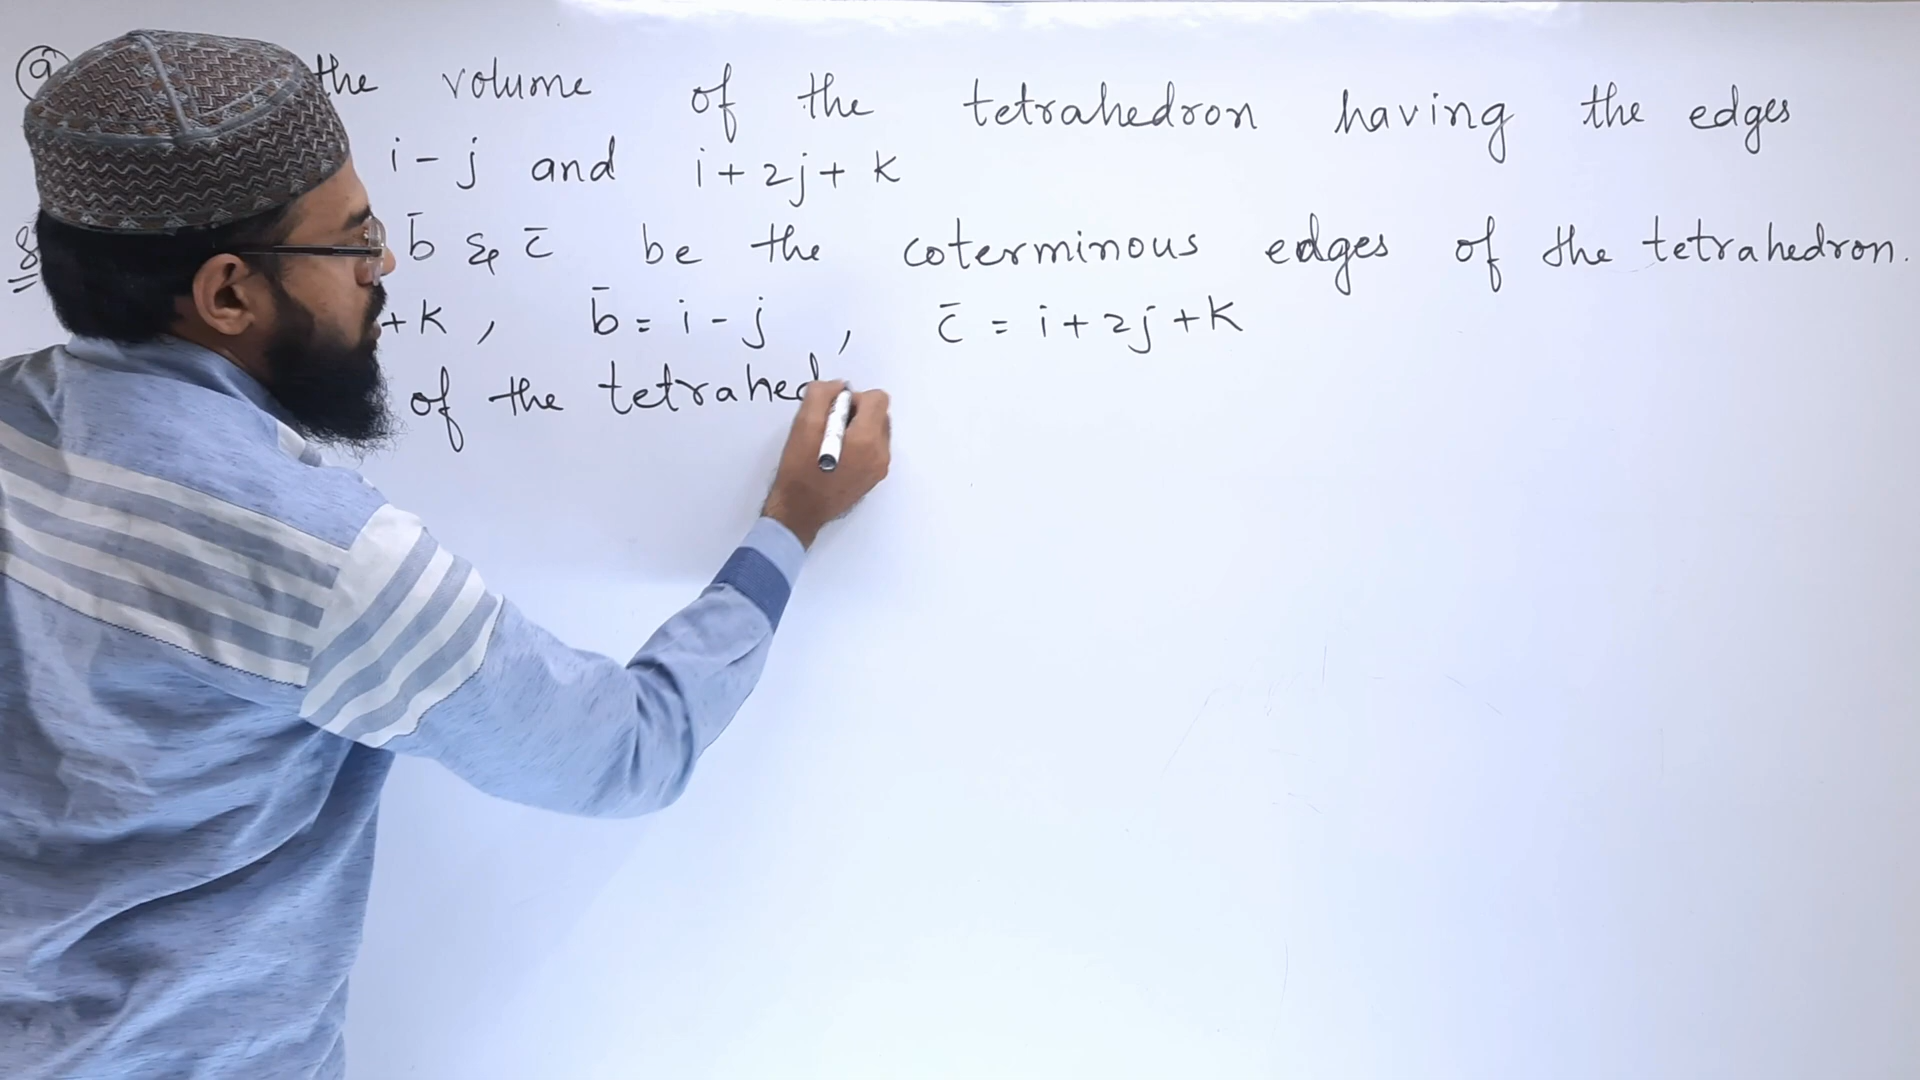 the volume of the tetrahedron having the edges
i - j and i + 2j + k
b̄ & c̄ be the coterminous edges of the tetrahedron.
+ k , b̄ = i - j , c̄ = i + 2j + k
of the tetrahed